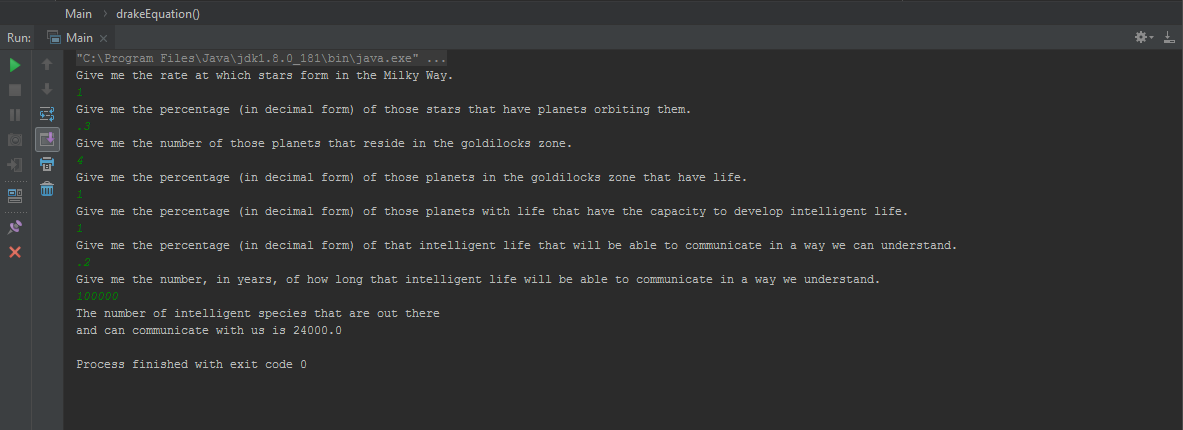 Main › drakeEquation()
Run: Main ×
"C:\Program Files\Java\jdk1.8.0_181\bin\java.exe" ...
Give me the rate at which stars form in the Milky Way.
1
Give me the percentage (in decimal form) of those stars that have planets orbiting them.
.3
Give me the number of those planets that reside in the goldilocks zone.
4
Give me the percentage (in decimal form) of those planets in the goldilocks zone that have life.
1
Give me the percentage (in decimal form) of those planets with life that have the capacity to develop intelligent life.
1
Give me the percentage (in decimal form) of that intelligent life that will be able to communicate in a way we can understand.
.2
Give me the number, in years, of how long that intelligent life will be able to communicate in a way we understand.
100000
The number of intelligent species that are out there
and can communicate with us is 24000.0
Process finished with exit code 0